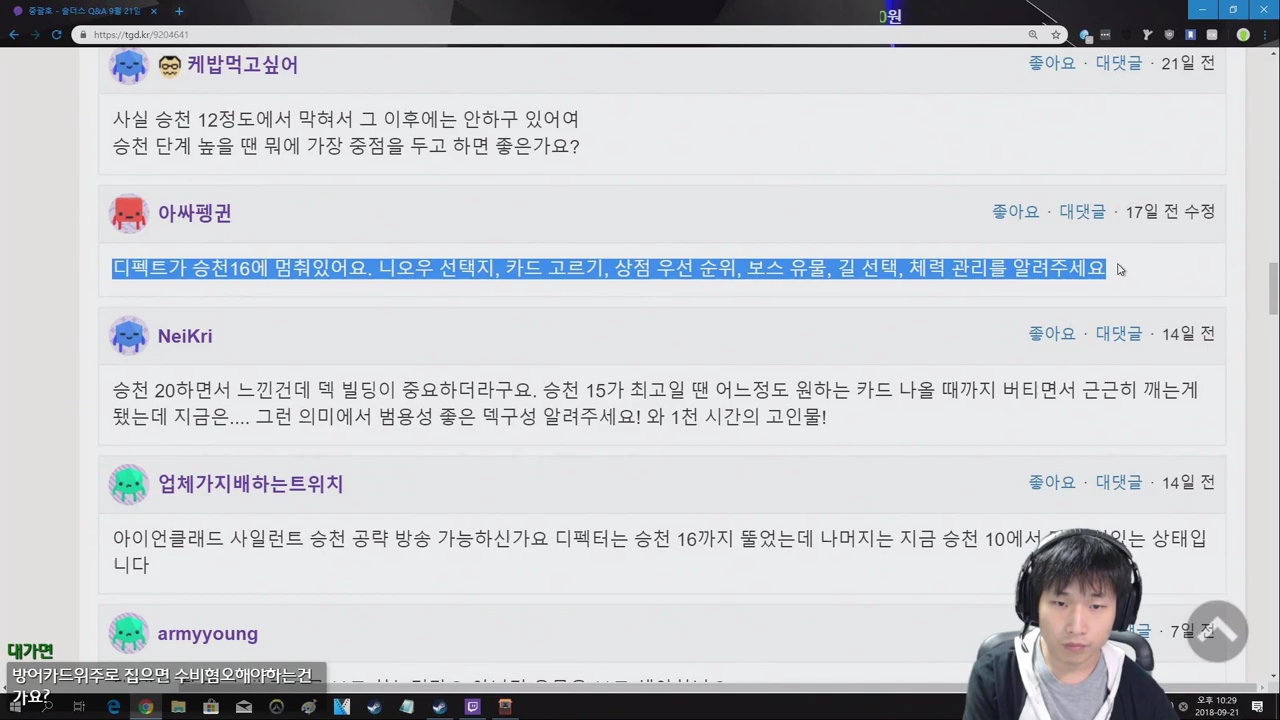 중괄호 - 슬더스 Q&A 9월 21일
0원
https://tgd.kr/9204641
케밥먹고싶어
좋아요 · 대댓글 · 21일 전
사실 승천 12정도에서 막혀서 그 이후에는 안하구 있어여
승천 단계 높을 땐 뭐에 가장 중점을 두고 하면 좋은가요?
아싸펭귄
좋아요 · 대댓글 · 17일 전 수정
디펙트가 승천16에 멈춰있어요. 니오우 선택지, 카드 고르기, 상점 우선 순위, 보스 유물, 길 선택, 체력 관리를 알려주세요
NeiKri
좋아요 · 대댓글 · 14일 전
승천 20하면서 느낀건데 덱 빌딩이 중요하더라구요. 승천 15가 최고일 땐 어느정도 원하는 카드 나올 때까지 버티면서 근근히 깨는게
됐는데 지금은.... 그런 의미에서 범용성 좋은 덱구성 알려주세요! 와 1천 시간의 고인물!
업체가지배하는트위치
좋아요 · 대댓글 · 14일 전
아이언클래드 사일런트 승천 공략 방송 가능하신가요 디펙터는 승천 16까지 뚫었는데 나머지는 지금 승천 10에서 있는 상태입
니다
armyyoung
7일 전
대가면
방어카드위주로 집으면 수비혐오해야하는건
가요?
오후 10:29
2018-09-21